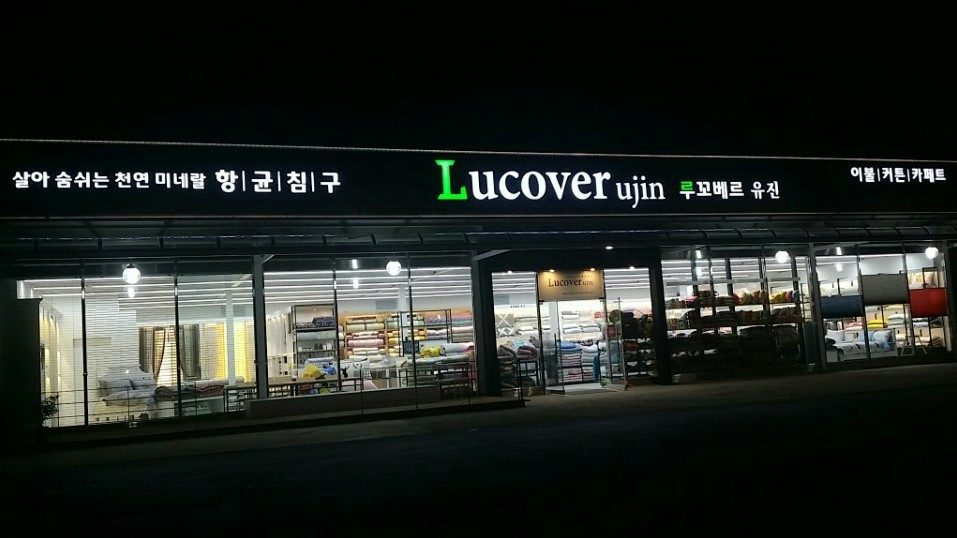 살아 숨쉬는 천연 미네랄 항|균|침|구
Lucover ujin 루꼬베르 유진
이불|커튼|카페트
Lucover ujin